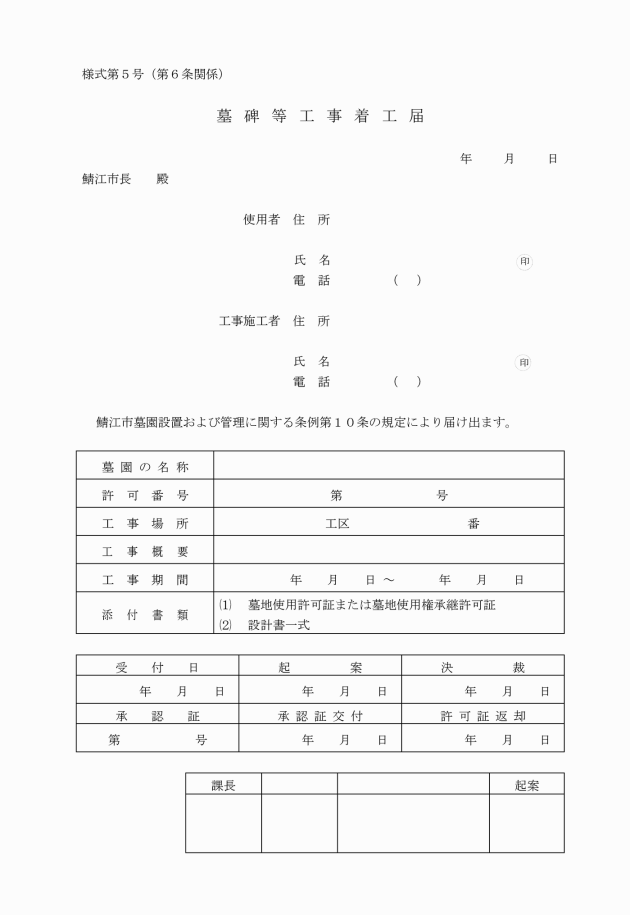 様式第５号（第６条関係）
墓碑等工事着工届
年　　月　　日
鯖江市長　　殿
使用者　住　所
氏　名　　　　　　　　印
電　話　　　　（　）
工事施工者　住　所
氏　名　　　　　　　　印
電　話　　　　（　）
鯖江市墓園設置および管理に関する条例第１０条の規定により届け出ます。
墓園の名称
許可番号　　第　　　　号
工事場所　　工区　　　　番
工事概要
工事期間　　年　　月　　日～　　年　　月　　日
添付書類　　⑴　墓地使用許可証または墓地使用権承継許可証
⑵　設計書一式
受付日　　起案　　決裁
年　　月　　日　　年　　月　　日　　年　　月　　日
承認証　　承認証交付　　許可証返却
第　　　　号　　年　　月　　日　　年　　月　　日
課長　　起案